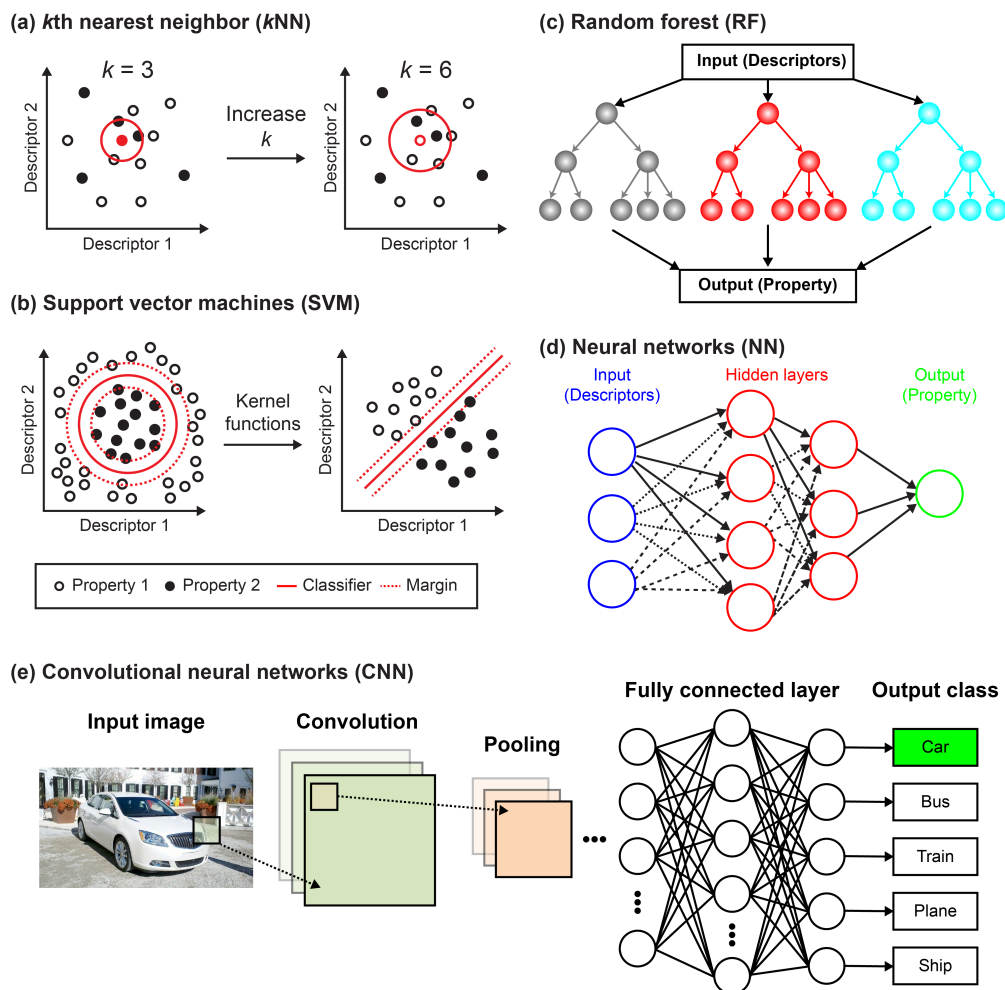 (a) kth nearest neighbor (kNN)
k = 3
k = 6
Increase
k
Descriptor 2
Descriptor 1
Descriptor 2
Descriptor 1
(b) Support vector machines (SVM)
Descriptor 2
Descriptor 1
Kernel
functions
Descriptor 2
Descriptor 1
Property 1
Property 2
Classifier
Margin
(c) Random forest (RF)
Input (Descriptors)
Output (Property)
(d) Neural networks (NN)
Input
(Descriptors)
Hidden layers
Output
(Property)
(e) Convolutional neural networks (CNN)
Input image
Convolution
Pooling
Fully connected layer
Output class
Car
Bus
Train
Plane
Ship